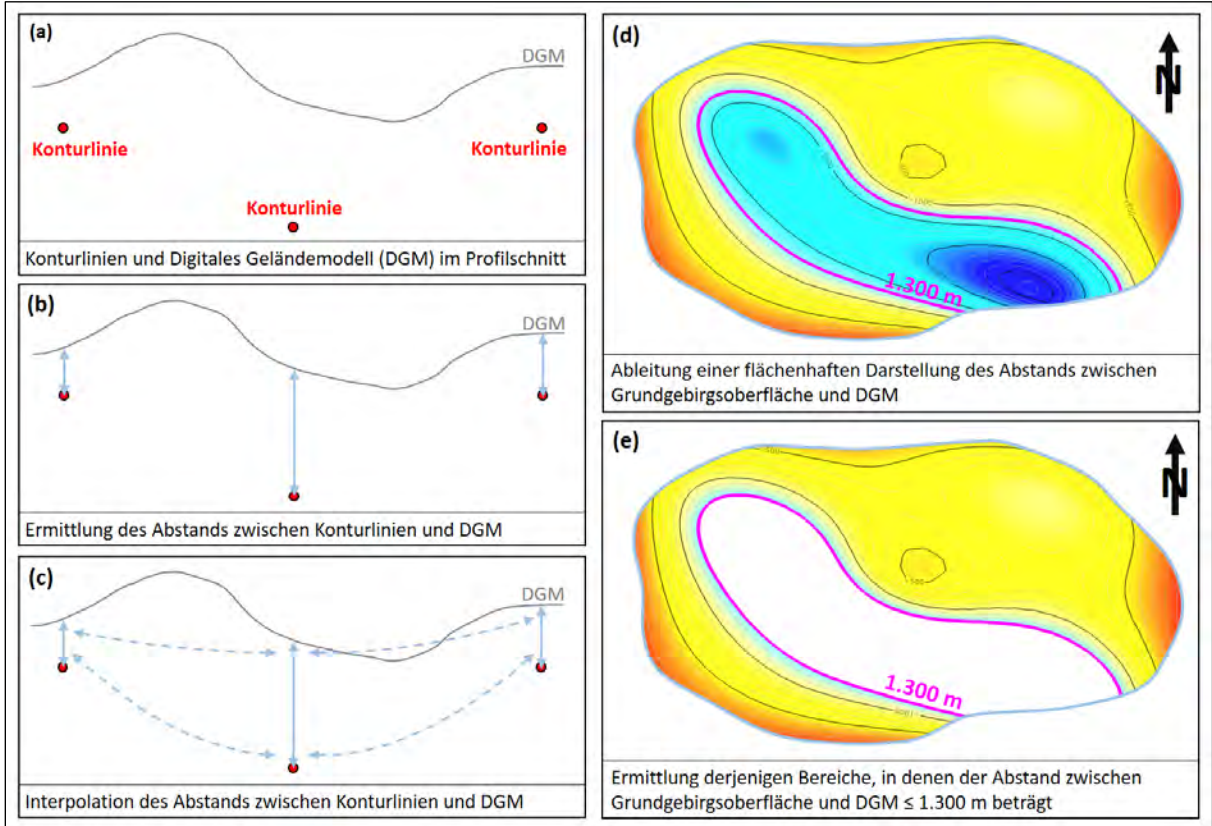 (a)
DGM
Konturlinie
Konturlinie
Konturlinie
Konturlinien und Digitales Geländemodell (DGM) im Profilschnitt
(b)
DGM
Ermittlung des Abstands zwischen Konturlinien und DGM
(c)
DGM
Interpolation des Abstands zwischen Konturlinien und DGM
(d)
N
1.300 m
Ableitung einer flächenhaften Darstellung des Abstands zwischen
Grundgebirgsoberfläche und DGM
(e)
N
500
1.300 m
Ermittlung derjenigen Bereiche, in denen der Abstand zwischen
Grundgebirgsoberfläche und DGM ≤ 1.300 m beträgt